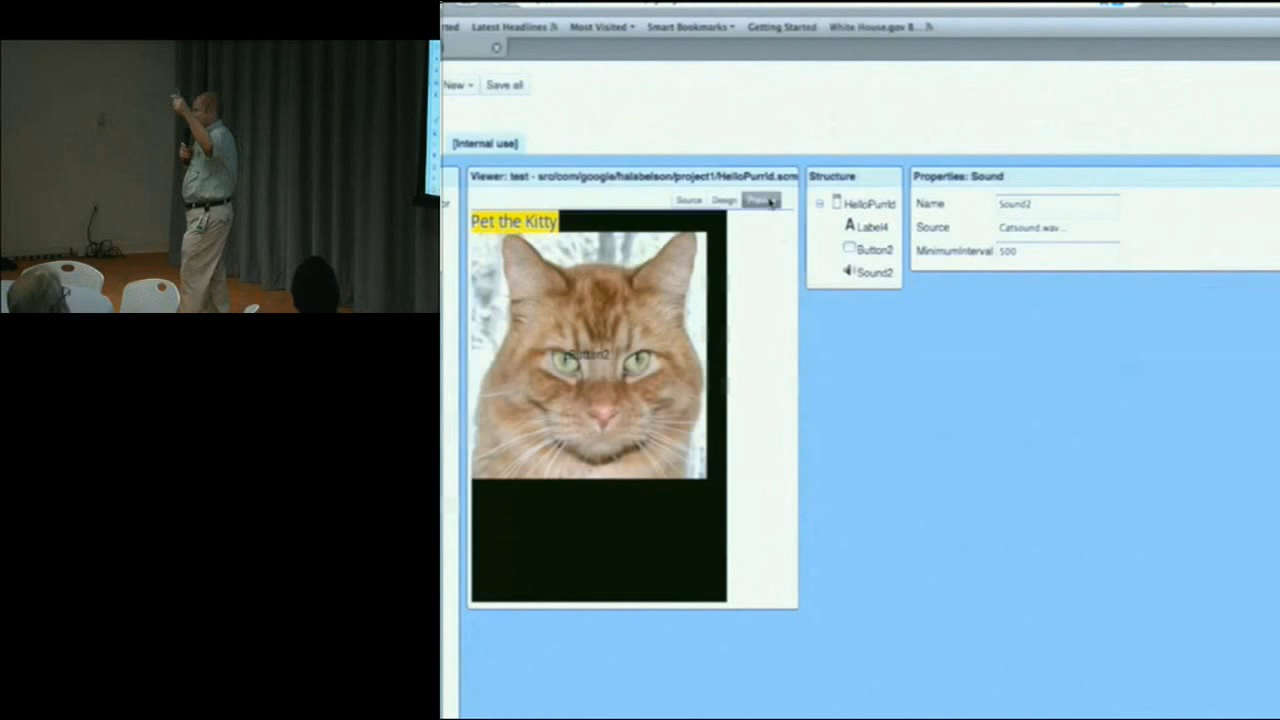 Latest Headlines Most Visited Smart Bookmarks Getting Started White House.gov B...
New Save all
[Internal use]
Viewer: test - src/com/google/halabelson/project1/HelloPurrId.scm
Source Design
Pet the Kitty
Button2
Structure
HelloPurrId
Label4
Button2
Sound2
Properties: Sound
Name Sound2
Source Catsound.wav...
MinimumInterval 500